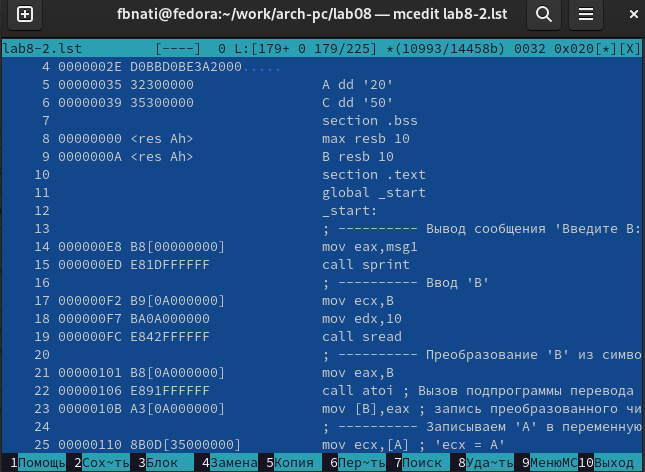 fbnati@fedora:~/work/arch-pc/lab08 — mcedit lab8-2.lst
lab8-2.lst [----] 0 L:[179+ 0 179/225] *(10993/14458b) 0032 0x020[*][X]
4 0000002E D0BBD0BE3A2000.....
5 00000035 32300000 A dd '20'
6 00000039 35300000 C dd '50'
7 section .bss
8 00000000 <res Ah> max resb 10
9 0000000A <res Ah> B resb 10
10 section .text
11 global _start
12 _start:
13 ; ---------- Вывод сообщения 'Введите B:
14 000000E8 B8[00000000] mov eax,msg1
15 000000ED E81DFFFFFF call sprint
16 ; ---------- Ввод 'B'
17 000000F2 B9[0A000000] mov ecx,B
18 000000F7 BA0A000000 mov edx,10
19 000000FC E842FFFFFF call sread
20 ; ---------- Преобразование 'B' из симво
21 00000101 B8[0A000000] mov eax,B
22 00000106 E891FFFFFF call atoi ; Вызов подпрограммы перевода
23 0000010B A3[0A000000] mov [B],eax ; запись преобразованного чи
24 ; ---------- Записываем 'A' в переменную
25 00000110 8B0D[35000000] mov ecx,[A] ; 'ecx = A'
1Помощь 2Сох~ть 3Блок 4Замена 5Копия 6Пер~ть 7Поиск 8Уда~ть 9МенюMC 10Выход